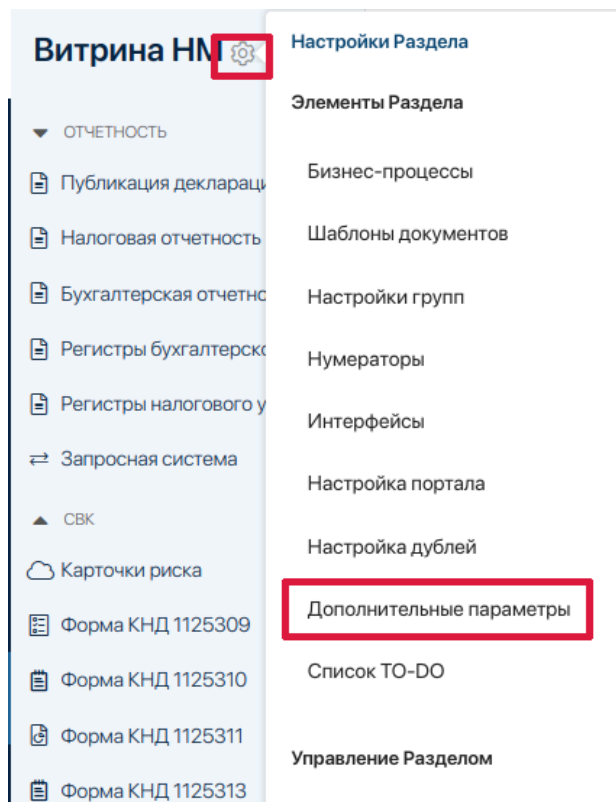 Витрина НМ
ОТЧЕТНОСТЬ
Публикация деклараци
Налоговая отчетность
Бухгалтерская отчетно
Регистры бухгалтерско
Регистры налогового у
Запросная система
СВК
Карточки риска
Форма КНД 1125309
Форма КНД 1125310
Форма КНД 1125311
Форма КНД 1125313
Настройки Раздела
Элементы Раздела
Бизнес-процессы
Шаблоны документов
Настройки групп
Нумераторы
Интерфейсы
Настройка портала
Настройка дублей
Дополнительные параметры
Список TO-DO
Управление Разделом